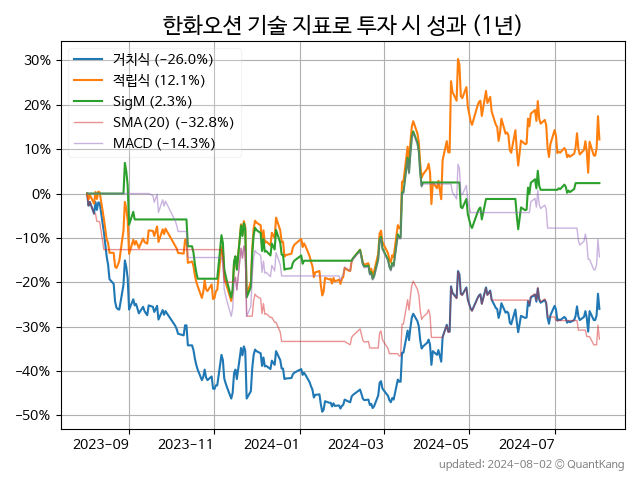 한화오션 기술 지표로 투자 시 성과 (1년)
거치식 (−26.0%)
적립식 (12.1%)
SigM (2.3%)
SMA(20) (−32.8%)
MACD (−14.3%)
30%
20%
10%
0%
−10%
−20%
−30%
−40%
−50%
2023-09 2023-11 2024-01 2024-03 2024-05 2024-07
updated: 2024-08-02 © QuantKang